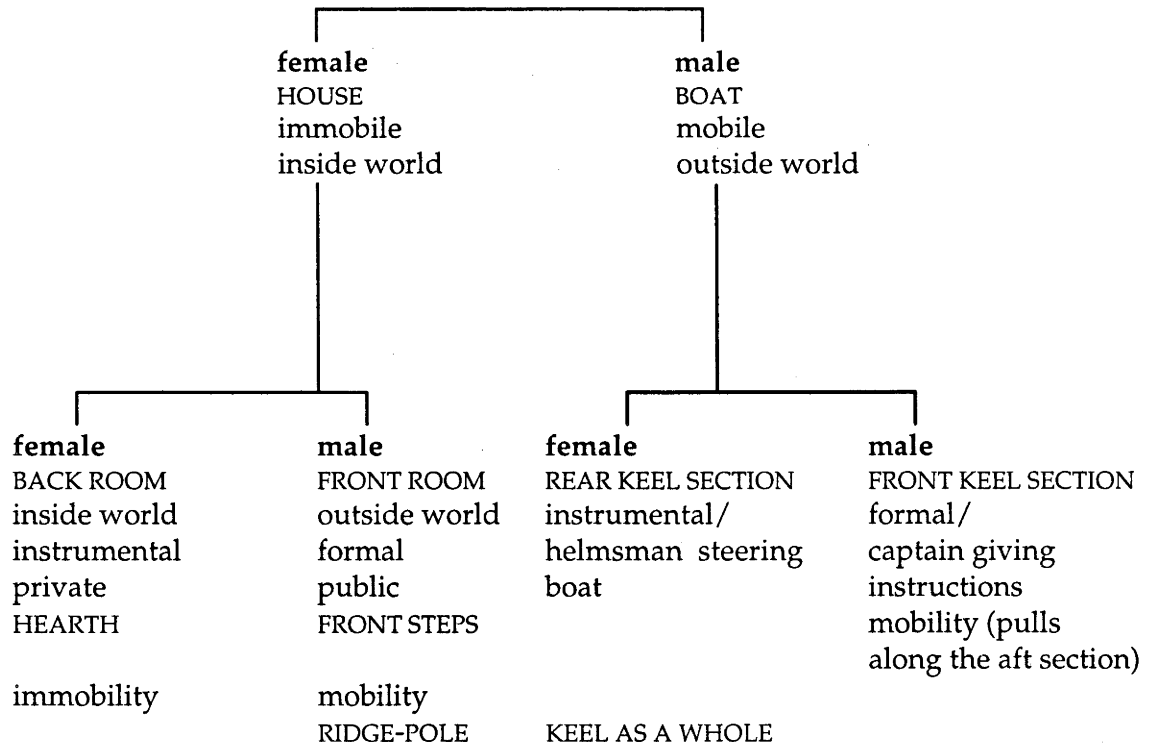 female
HOUSE
immobile
inside world
male
BOAT
mobile
outside world
female
BACK ROOM
inside world
instrumental
private
HEARTH
immobility
male
FRONT ROOM
outside world
formal
public
FRONT STEPS
mobility
RIDGE-POLE
female
REAR KEEL SECTION
instrumental/
helmsman steering
boat
KEEL AS A WHOLE
male
FRONT KEEL SECTION
formal/
captain giving
instructions
mobility (pulls
along the aft section)